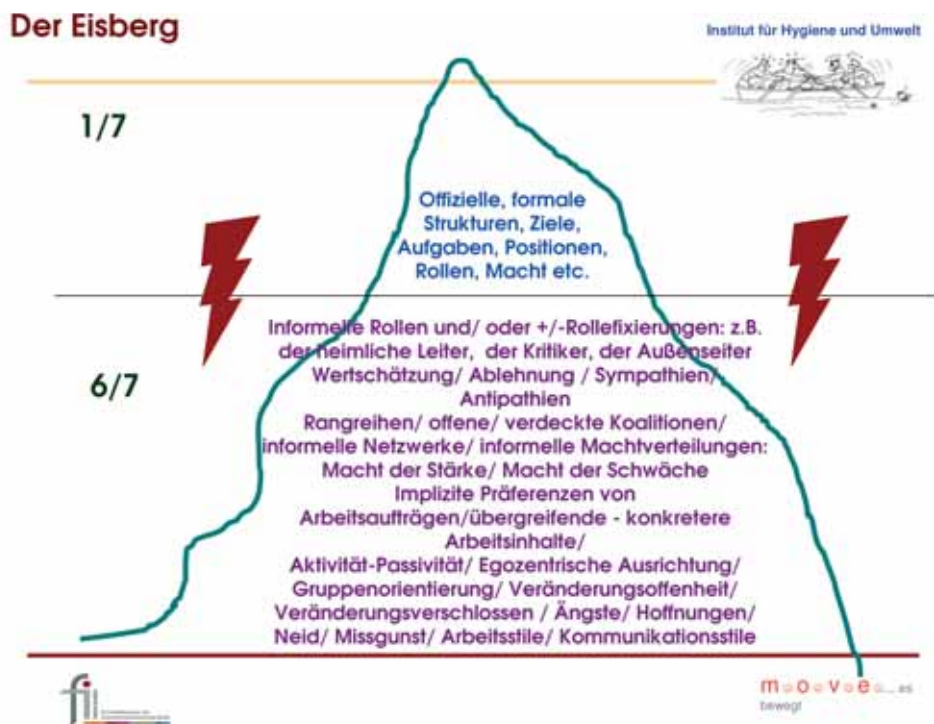 Der Eisberg
Institut für Hygiene und Umwelt
1/7
Offizielle, formale
Strukturen, Ziele,
Aufgaben, Positionen,
Rollen, Macht etc.
Informelle Rollen und/ oder +/-Rollefixierungen: z.B.
der heimliche Leiter, der Kritiker, der Außenseiter
6/7
Wertschätzung/ Ablehnung / Sympathien/
Antipathien
Rangreihen/ offene/ verdeckte Koalitionen/
informelle Netzwerke/ informelle Machtverteilungen:
Macht der Stärke/ Macht der Schwäche
Implizite Präferenzen von
Arbeitsaufträgen/übergreifende - konkretere
Arbeitsinhalte/
Aktivität-Passivität/ Egozentrische Ausrichtung/
Gruppenorientierung/ Veränderungsoffenheit/
Veränderungsverschlossen / Ängste/ Hoffnungen/
Neid/ Missgunst/ Arbeitsstile/ Kommunikationsstile
fil
m o o v e ... es
bewegt